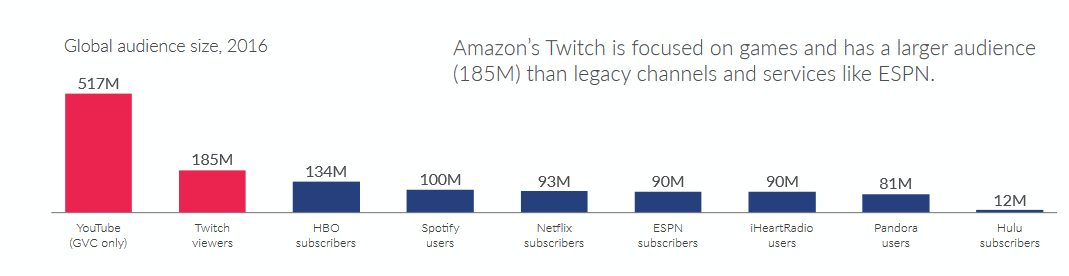 Global audience size, 2016
Amazon’s Twitch is focused on games and has a larger audience
(185M) than legacy channels and services like ESPN.
517M
185M
134M
100M
93M
90M
90M
81M
12M
YouTube
(GVC only)
Twitch
viewers
HBO
subscribers
Spotify
users
Netflix
subscribers
ESPN
subscribers
iHeartRadio
users
Pandora
users
Hulu
subscribers